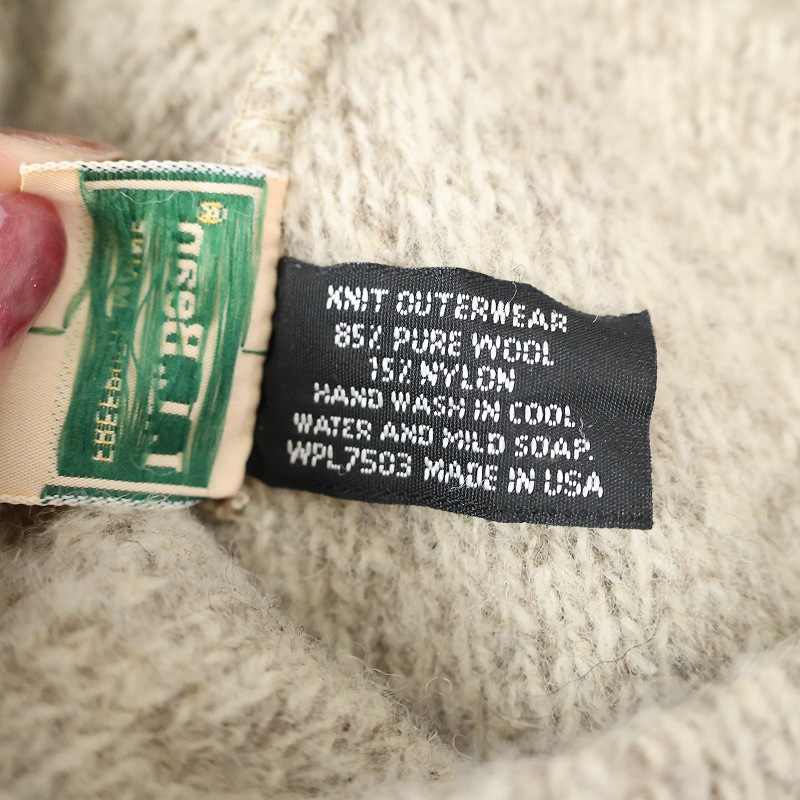 KNIT OUTERWEAR
85% PURE WOOL
15% NYLON
HAND WASH IN COOL
WATER AND MILD SOAP.
WPL7503 MADE IN USA